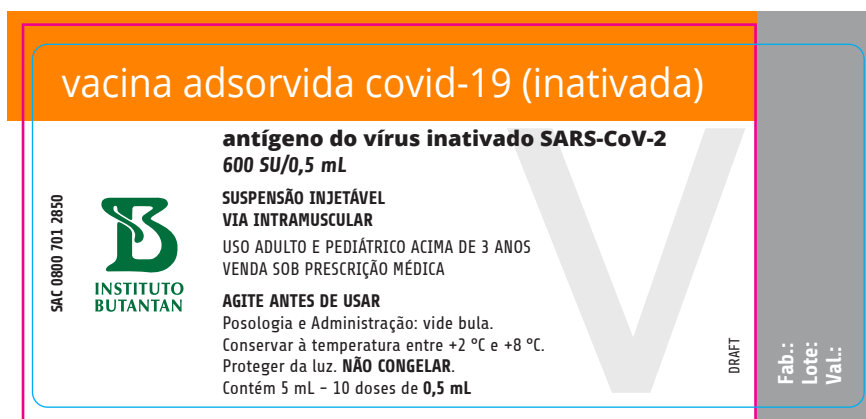 vacina adsorvida covid-19 (inativada)
antígeno do vírus inativado SARS-CoV-2
600 SU/0,5 mL
SUSPENSÃO INJETÁVEL
VIA INTRAMUSCULAR
USO ADULTO E PEDIÁTRICO ACIMA DE 3 ANOS
VENDA SOB PRESCRIÇÃO MÉDICA
AGITE ANTES DE USAR
Posologia e Administração: vide bula.
Conservar à temperatura entre +2 °C e +8 °C.
Proteger da luz. NÃO CONGELAR.
Contém 5 mL – 10 doses de 0,5 mL
SAC 0800 701 2850
B
INSTITUTO
BUTANTAN
V
DRAFT
Fab.:
Lote:
Val.: